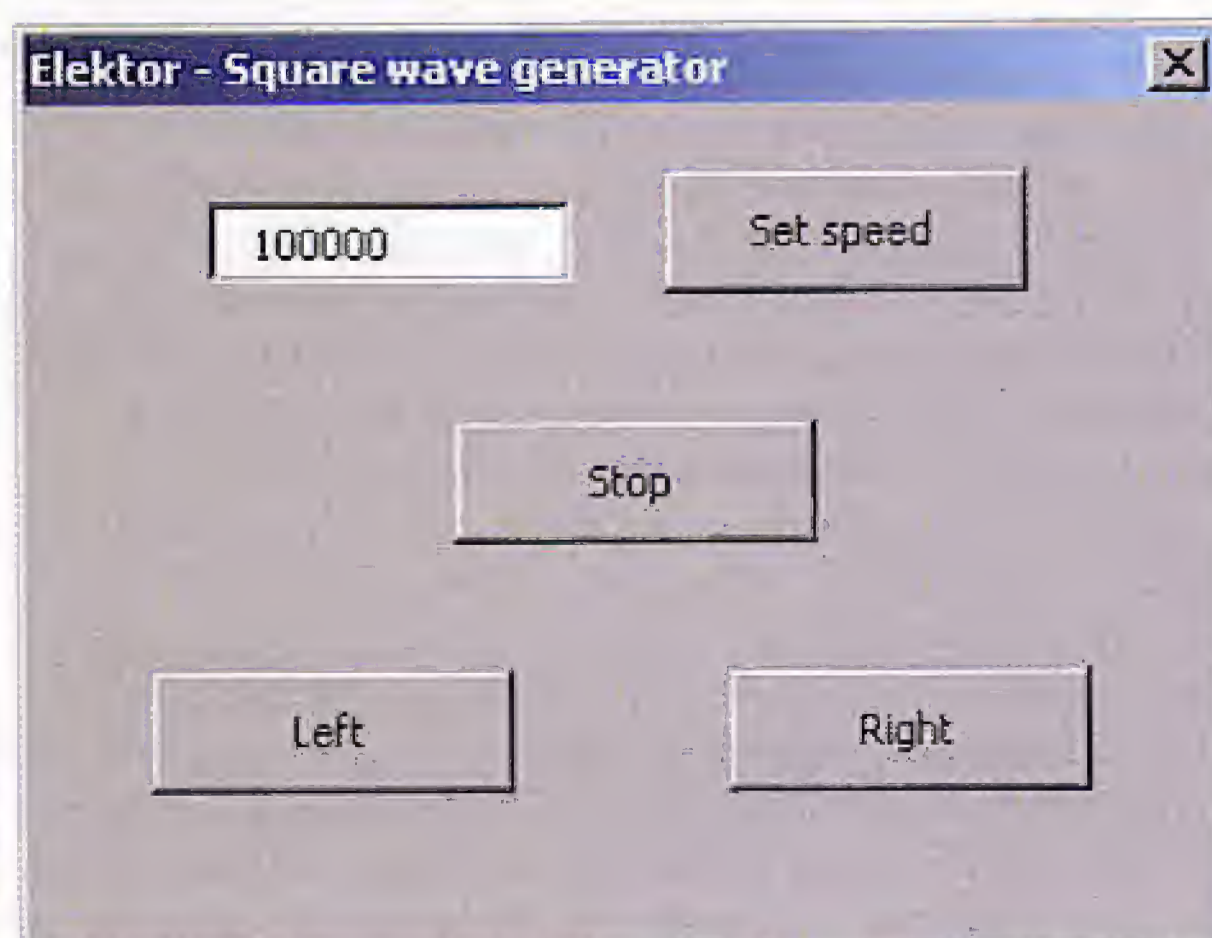 Elektor - Square wave generator
100000
Set speed
Stop
Left
Right